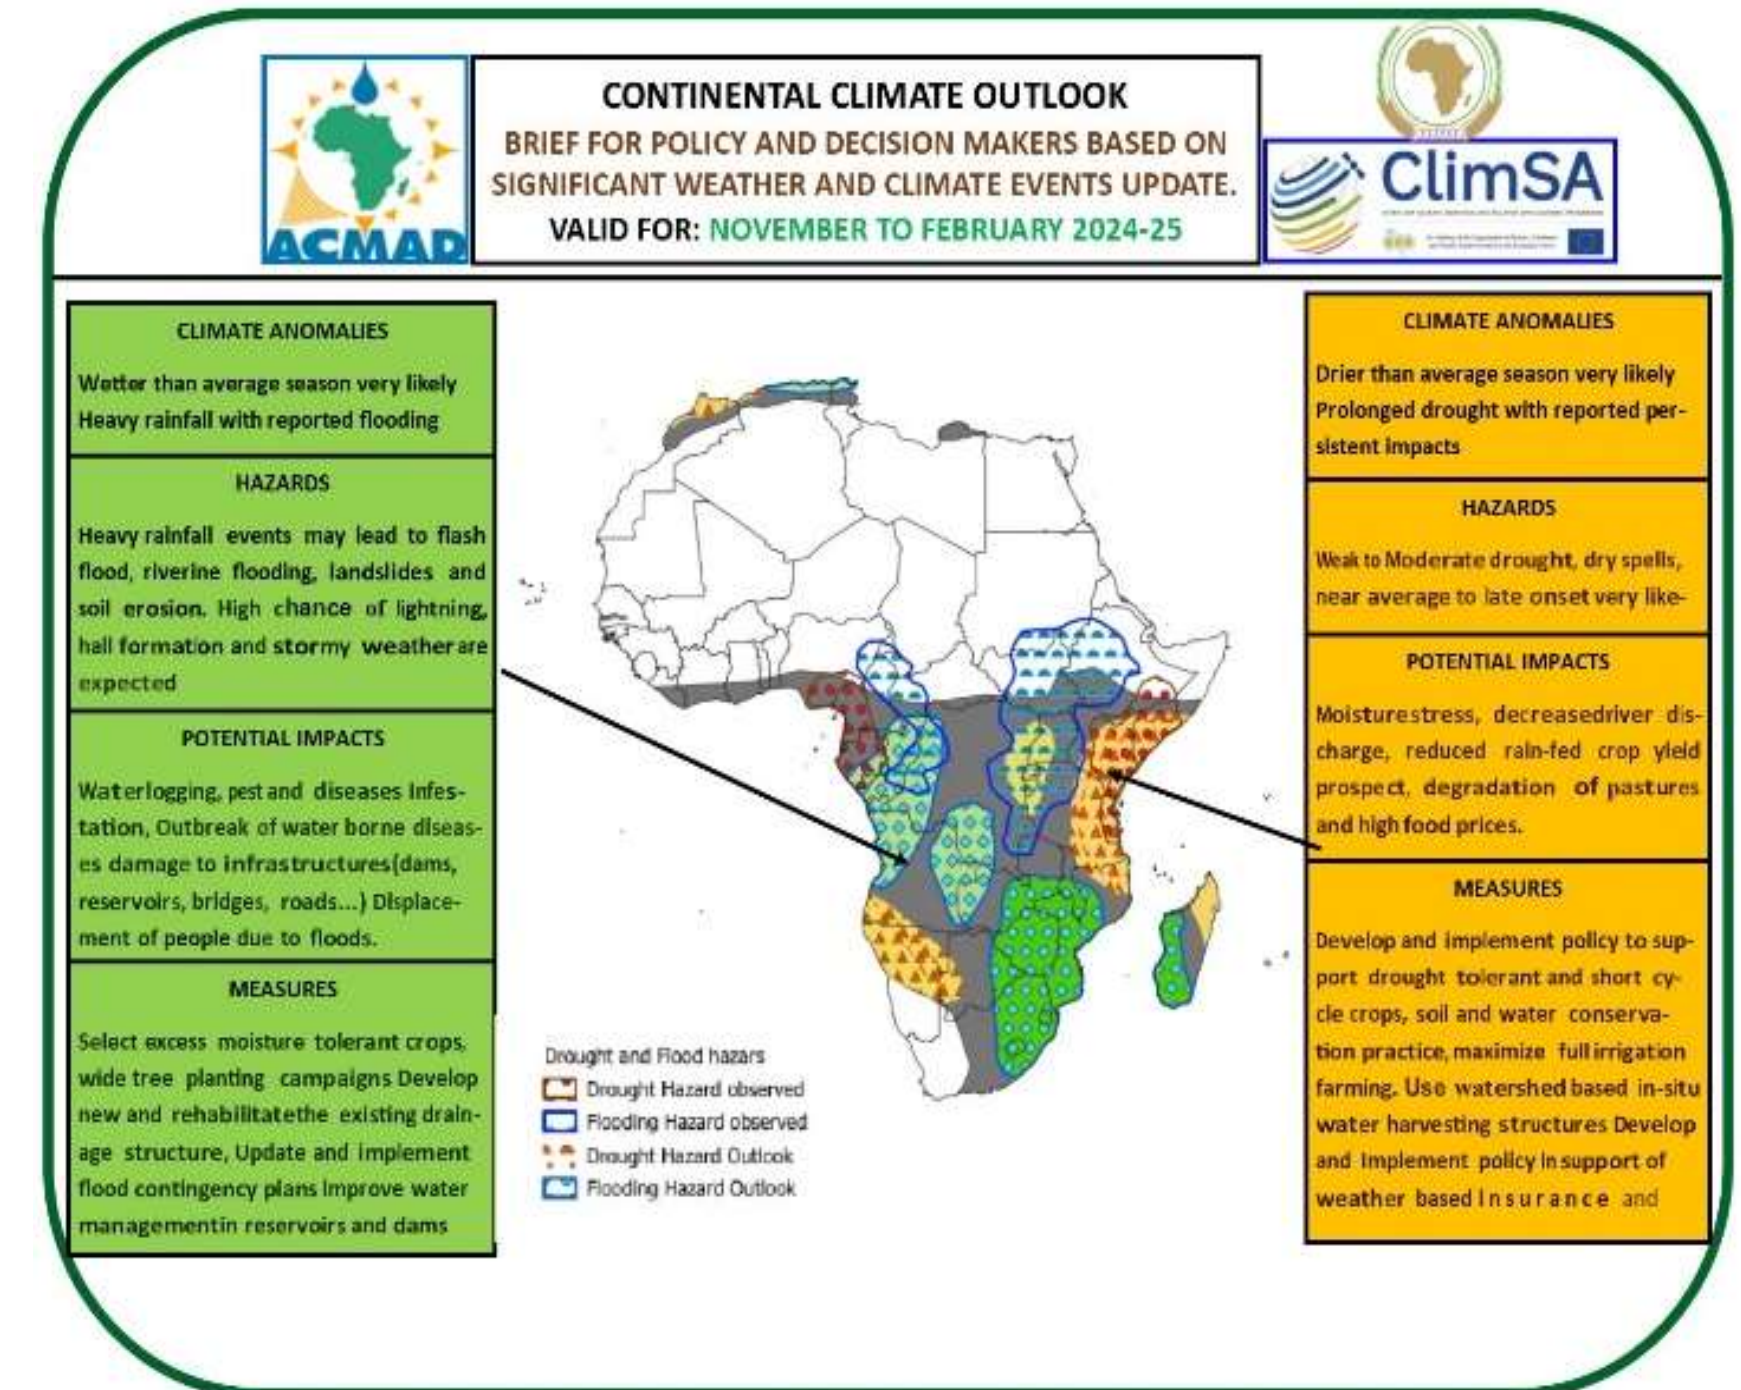 ACMAD
CONTINENTAL CLIMATE OUTLOOK
BRIEF FOR POLICY AND DECISION MAKERS BASED ON
SIGNIFICANT WEATHER AND CLIMATE EVENTS UPDATE.
VALID FOR: NOVEMBER TO FEBRUARY 2024-25
ClimSA
CLIMATE ANOMALIES
Wetter than average season very likely
Heavy rainfall with reported flooding
HAZARDS
Heavy rainfall events may lead to flash
flood, riverine flooding, landslides and
soil erosion. High chance of lightning,
hail formation and stormy weather are
expected
POTENTIAL IMPACTS
Waterlogging, pest and diseases infes-
tation, Outbreak of water borne diseas-
es damage to infrastructures(dams,
reservoirs, bridges, roads...) Displace-
ment of people due to floods.
MEASURES
Select excess moisture tolerant crops,
wide tree planting campaigns Develop
new and rehabilitatethe existing drain-
age structure, Update and implement
flood contingency plans Improve water
managementin reservoirs and dams
Drought and Flood hazars
Drought Hazard observed
Flooding Hazard observed
Drought Hazard Outlook
Flooding Hazard Outlook
CLIMATE ANOMALIES
Drier than average season very likely
Prolonged drought with reported per-
sistent impacts
HAZARDS
Weak to Moderate drought, dry spells,
near average to late onset very like-
POTENTIAL IMPACTS
Moisture stress, decreasedriver dis-
charge, reduced rain-fed crop yield
prospect, degradation of pastures
and high food prices.
MEASURES
Develop and implement policy to sup-
port drought tolerant and short cy-
cle crops, soil and water conserva-
tion practice, maximize full irrigation
farming. Use watershed based in-situ
water harvesting structures Develop
and Implement policy in support of
weather based Insurance and